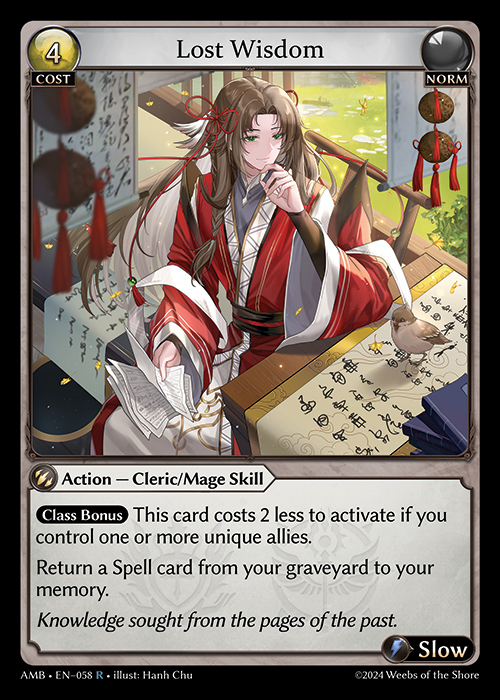 4
Lost Wisdom
COST
NORM
Action — Cleric/Mage Skill
Class Bonus This card costs 2 less to activate if you
control one or more unique allies.
Return a Spell card from your graveyard to your
memory.
Knowledge sought from the pages of the past.
Slow
AMB • EN–058 R • illust: Hanh Chu
©2024 Weebs of the Shore